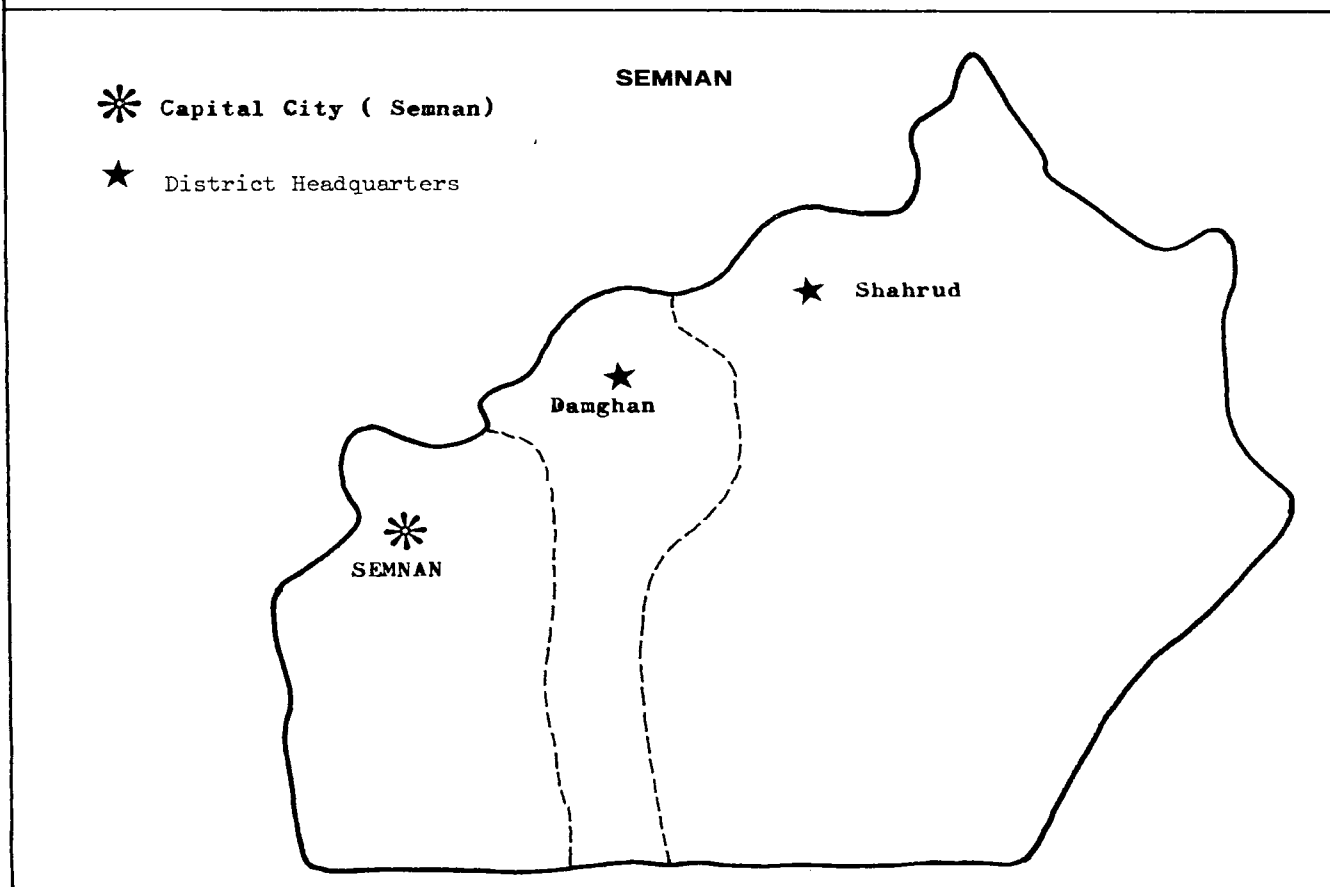 SEMNAN
Capital City ( Semnan)
District Headquarters
Shahrud
Damghan
SEMNAN